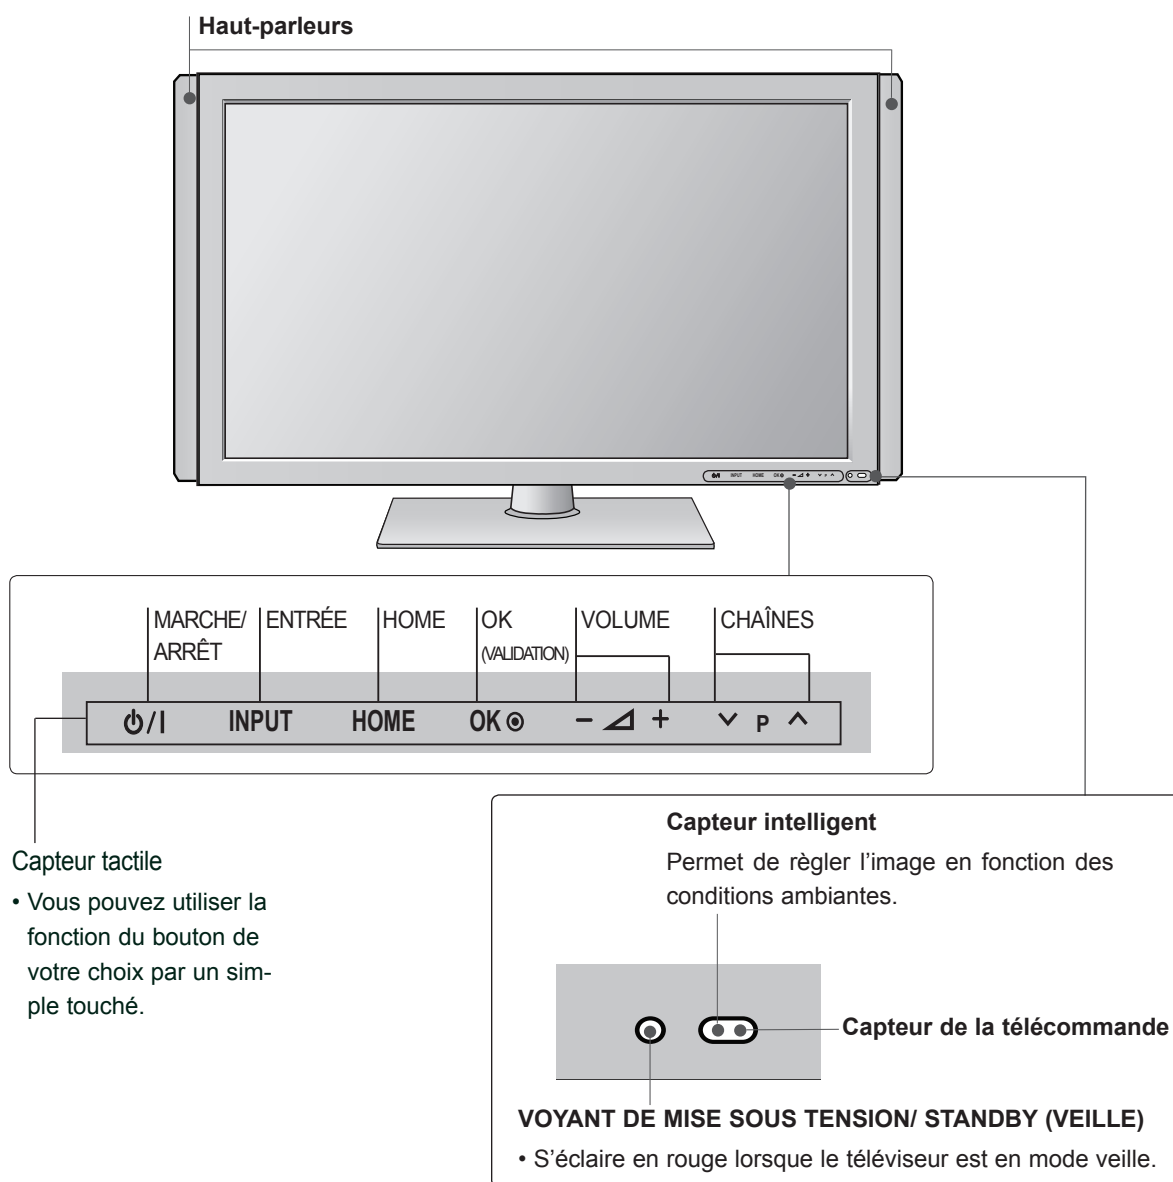 Haut-parleurs
MARCHE/ ENTRÉE HOME OK VOLUME CHAÎNES
ARRÊT (VALIDATION)
⏻/I INPUT HOME OK - + P
Capteur tactile
• Vous pouvez utiliser la
fonction du bouton de
votre choix par un sim-
ple touché.
Capteur intelligent
Permet de règler l’image en fonction des
conditions ambiantes.
Capteur de la télécommande
VOYANT DE MISE SOUS TENSION/ STANDBY (VEILLE)
• S’éclaire en rouge lorsque le téléviseur est en mode veille.